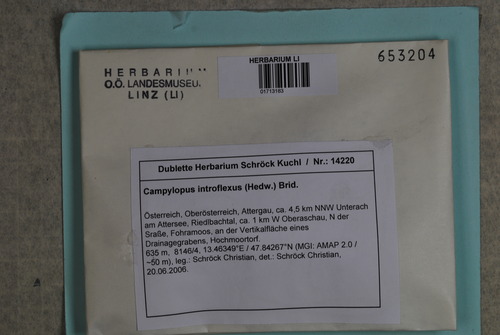 HERBARIUM
O.Ö. LANDESMUSEU
LINZ (LI)
HERBARIUM LI
01713163
653204
Dublette Herbarium Schröck Kuchl / Nr.: 14220
Campylopus introflexus (Hedw.) Brid.
Österreich, Oberösterreich, Attergau, ca. 4,5 km NNW Unterach
am Attersee, Riedlbachtal, ca. 1 km W Oberaschau, N der
Sraße, Fohramoos, an der Vertikalfläche eines
Drainagegrabens, Hochmoortorf.
635 m, 8146/4, 13.46349°E / 47.84267°N (MGI: AMAP 2.0 /
~50 m), leg.: Schröck Christian, det.: Schröck Christian,
20.06.2006.